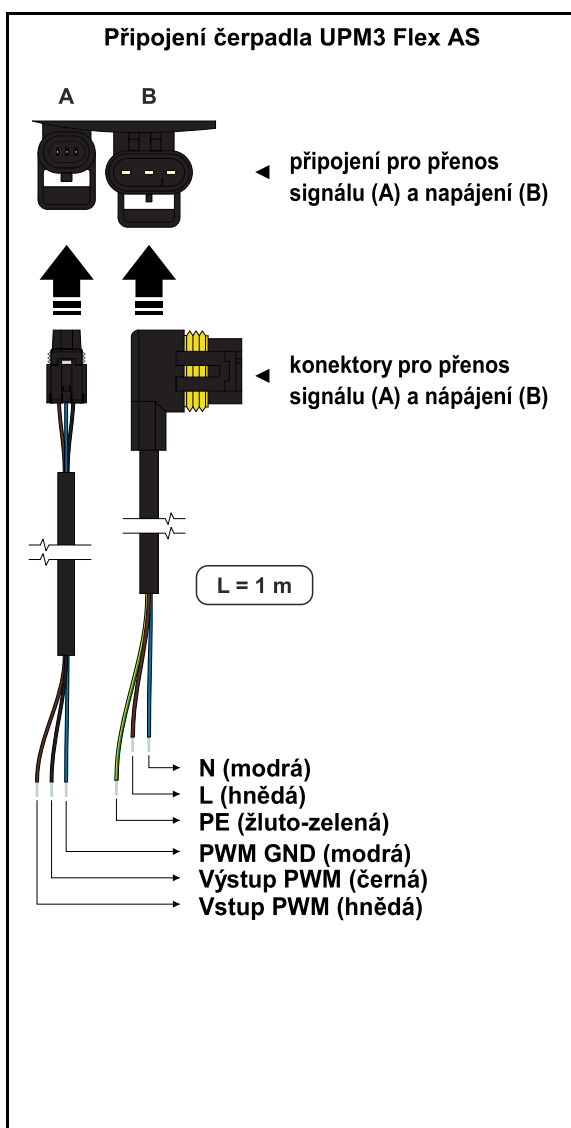 Připojení čerpadla UPM3 Flex AS
A B
připojení pro přenos
signálu (A) a napájení (B)
konektory pro přenos
signálu (A) a nápájení (B)
L = 1 m
N (modrá)
L (hnědá)
PE (žluto-zelená)
PWM GND (modrá)
Výstup PWM (černá)
Vstup PWM (hnědá)